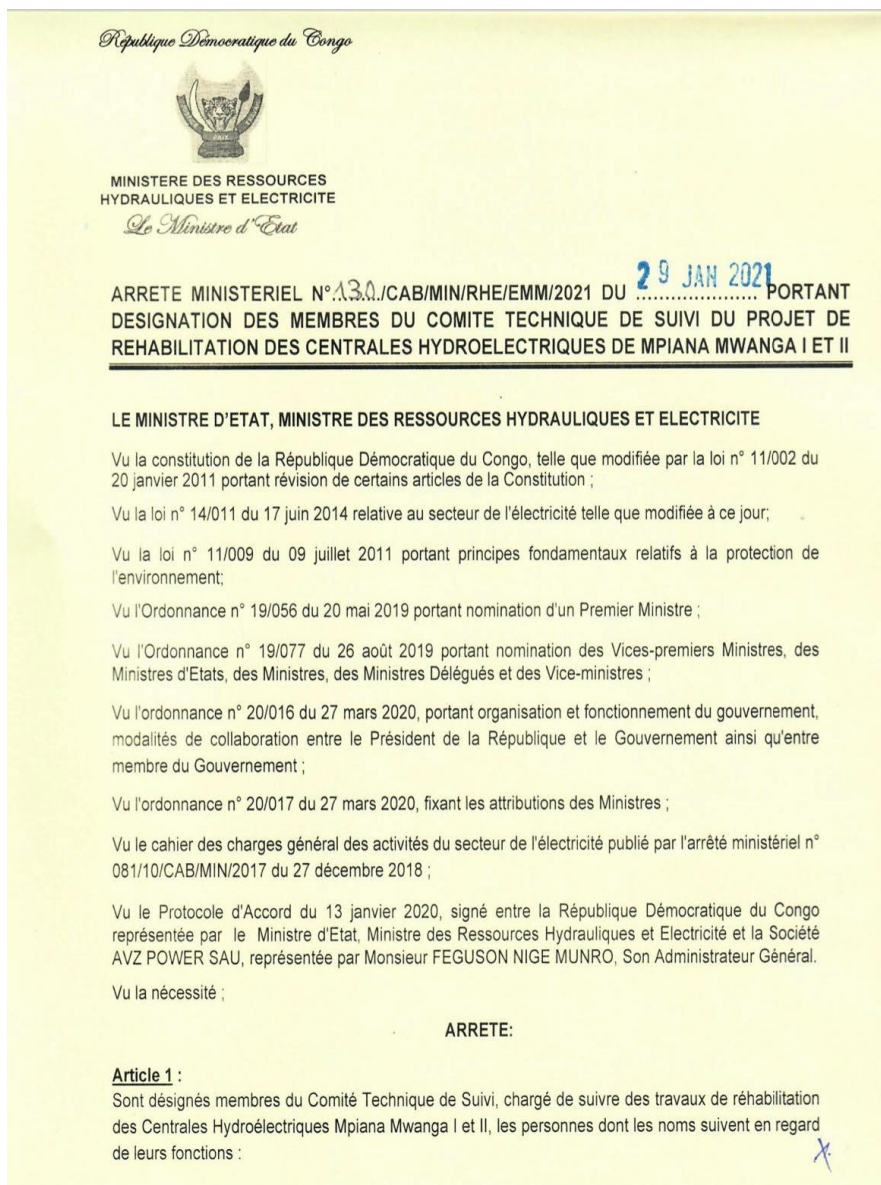 République Démocratique du Congo
PAIX
MINISTERE DES RESSOURCES
HYDRAULIQUES ET ELECTRICITE
Le Ministre d'Etat
ARRETE MINISTERIEL N°.130./CAB/MIN/RHE/EMM/2021 DU 29 JAN 2021 PORTANT
DESIGNATION DES MEMBRES DU COMITE TECHNIQUE DE SUIVI DU PROJET DE
REHABILITATION DES CENTRALES HYDROELECTRIQUES DE MPIANA MWANGA I ET II
LE MINISTRE D'ETAT, MINISTRE DES RESSOURCES HYDRAULIQUES ET ELECTRICITE
Vu la constitution de la République Démocratique du Congo, telle que modifiée par la loi n° 11/002 du
20 janvier 2011 portant révision de certains articles de la Constitution ;
Vu la loi n° 14/011 du 17 juin 2014 relative au secteur de l'électricité telle que modifiée à ce jour;
Vu la loi n° 11/009 du 09 juillet 2011 portant principes fondamentaux relatifs à la protection de
l'environnement;
Vu l'Ordonnance n° 19/056 du 20 mai 2019 portant nomination d'un Premier Ministre ;
Vu l'Ordonnance n° 19/077 du 26 août 2019 portant nomination des Vices-premiers Ministres, des
Ministres d'Etats, des Ministres, des Ministres Délégués et des Vice-ministres ;
Vu l'ordonnance n° 20/016 du 27 mars 2020, portant organisation et fonctionnement du gouvernement,
modalités de collaboration entre le Président de la République et le Gouvernement ainsi qu'entre
membre du Gouvernement ;
Vu l'ordonnance n° 20/017 du 27 mars 2020, fixant les attributions des Ministres ;
Vu le cahier des charges général des activités du secteur de l'électricité publié par l'arrêté ministériel n°
081/10/CAB/MIN/2017 du 27 décembre 2018 ;
Vu le Protocole d'Accord du 13 janvier 2020, signé entre la République Démocratique du Congo
représentée par le Ministre d'Etat, Ministre des Ressources Hydrauliques et Electricité et la Société
AVZ POWER SAU, représentée par Monsieur FEGUSON NIGE MUNRO, Son Administrateur Général.
Vu la nécessité ;
ARRETE:
Article 1 :
Sont désignés membres du Comité Technique de Suivi, chargé de suivre des travaux de réhabilitation
des Centrales Hydroélectriques Mpiana Mwanga I et II, les personnes dont les noms suivent en regard
de leurs fonctions :